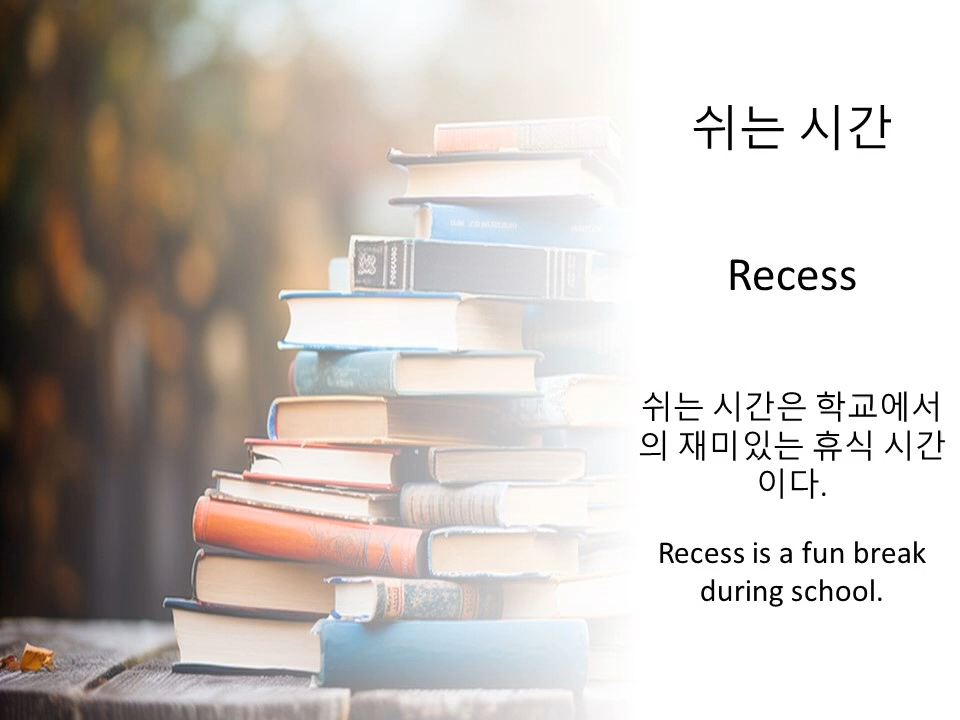 쉬는 시간
Recess
쉬는 시간은 학교에서
의 재미있는 휴식 시간
이다.
Recess is a fun break
during school.